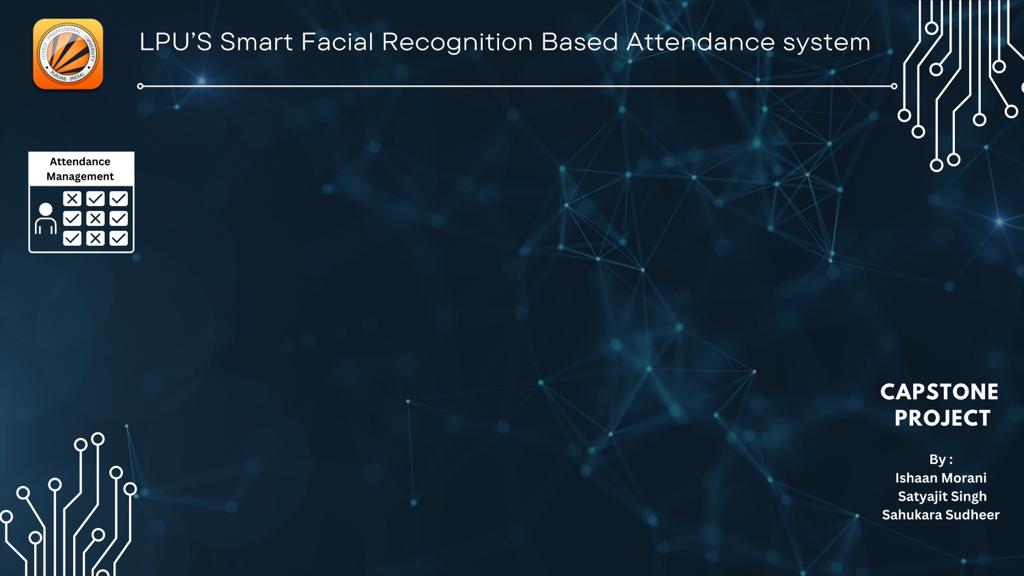 LPU'S Smart Facial Recognition Based Attendance system
Attendance
Management
CAPSTONE
PROJECT
By :
Ishaan Morani
Satyajit Singh
Sahukara Sudheer